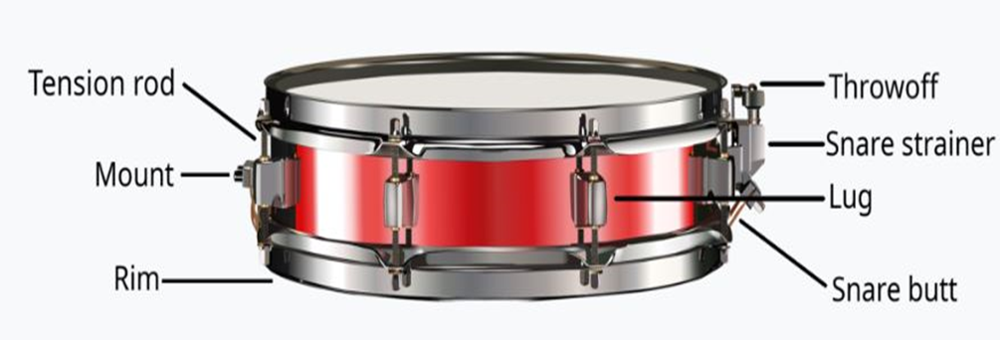 Tension rod
Mount
Rim
Throwoff
Snare strainer
Lug
Snare butt